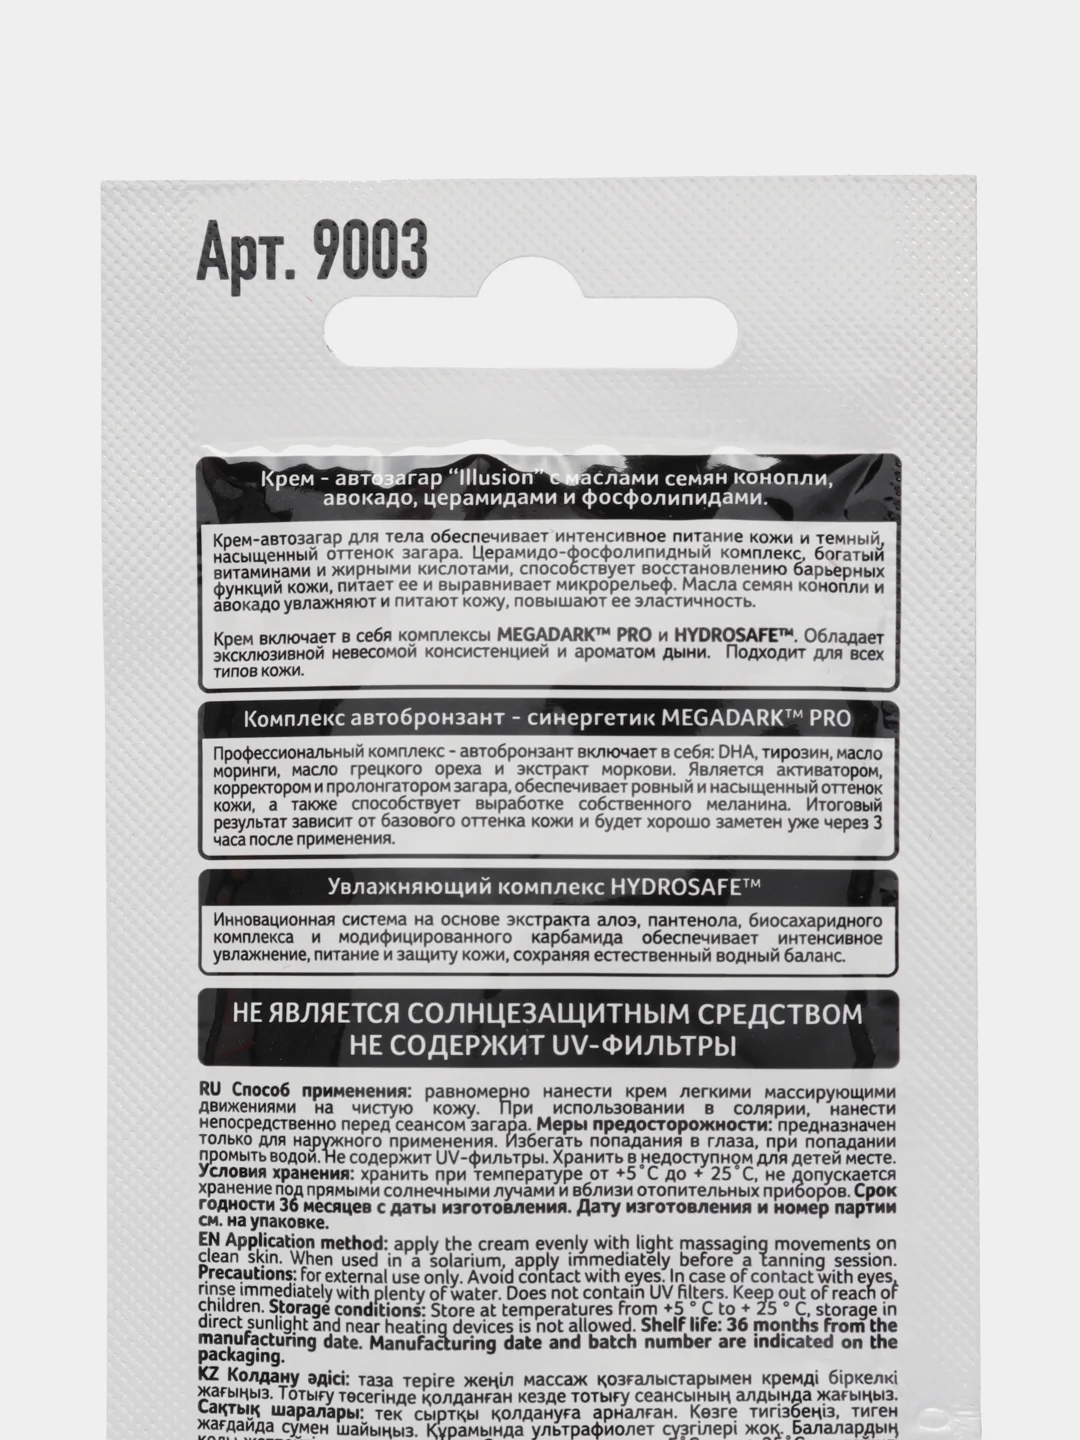 Арт. 9003
Крем - автозагар “Illusion” с маслами семян конопли,
авокадо, церамидами и фосфолипидами.
Крем-автозагар для тела обеспечивает интенсивное питание кожи и темный,
насыщенный оттенок загара. Церамидо-фосфолипидный комплекс, богатый
витаминами и жирными кислотами, способствует восстановлению барьерных
функций кожи, питает ее и выравнивает микрорельеф. Масла семян конопли и
авокадо увлажняют и питают кожу, повышают ее эластичность.
Крем включает в себя комплексы MEGADARK™ PRO и HYDROSAFE™. Обладает
эксклюзивной невесомой консистенцией и ароматом дыни. Подходит для всех
типов кожи.
Комплекс автобронзант - синергетик MEGADARK™ PRO
Профессиональный комплекс - автобронзант включает в себя: DHA, тирозин, масло
моринги, масло грецкого ореха и экстракт моркови. Является активатором,
корректором и пролонгатором загара, обеспечивает ровный и насыщенный оттенок
кожи, а также способствует выработке собственного меланина. Итоговый
результат зависит от базового оттенка кожи и будет хорошо заметен уже через 3
часа после применения.
Увлажняющий комплекс HYDROSAFE™
Инновационная система на основе экстракта алоэ, пантенола, биосахаридного
комплекса и модифицированного карбамида обеспечивает интенсивное
увлажнение, питание и защиту кожи, сохраняя естественный водный баланс.
НЕ ЯВЛЯЕТСЯ СОЛНЦЕЗАЩИТНЫМ СРЕДСТВОМ
НЕ СОДЕРЖИТ UV-ФИЛЬТРЫ
RU Способ применения: равномерно нанести крем легкими массирующими
движениями на чистую кожу. При использовании в солярии, нанести
непосредственно перед сеансом загара. Меры предосторожности: предназначен
только для наружного применения. Избегать попадания в глаза, при попадании
промыть водой. Не содержит UV-фильтры. Хранить в недоступном для детей месте.
Условия хранения: хранить при температуре от +5˚С до + 25˚С, не допускается
хранение под прямыми солнечными лучами и вблизи отопительных приборов. Срок
годности 36 месяцев с даты изготовления. Дату изготовления и номер партии
см. на упаковке.
EN Application method: apply the cream evenly with light massaging movements on
clean skin. When used in a solarium, apply immediately before a tanning session.
Precautions: for external use only. Avoid contact with eyes. In case of contact with eyes,
rinse immediately with plenty of water. Does not contain UV filters. Keep out of reach of
children. Storage conditions: Store at temperatures from +5 ° C to + 25 ° C, storage in
direct sunlight and near heating devices is not allowed. Shelf life: 36 months from the
manufacturing date. Manufacturing date and batch number are indicated on the
packaging.
KZ Колдану әдісі: таза теріге жеңіл массаж қозғалыстарымен кремді біркелкі
жағыңыз. Тотығу төсегінде қолданған кезде тотығу сеансының алдында жағыңыз.
Сақтық шаралары: тек сыртқы қолдануға арналған. Көзге тигізбеңіз, тиген
жағдайда сумен шайыңыз. Құрамында ультрафиолет сүзгілері жоқ. Балалардың